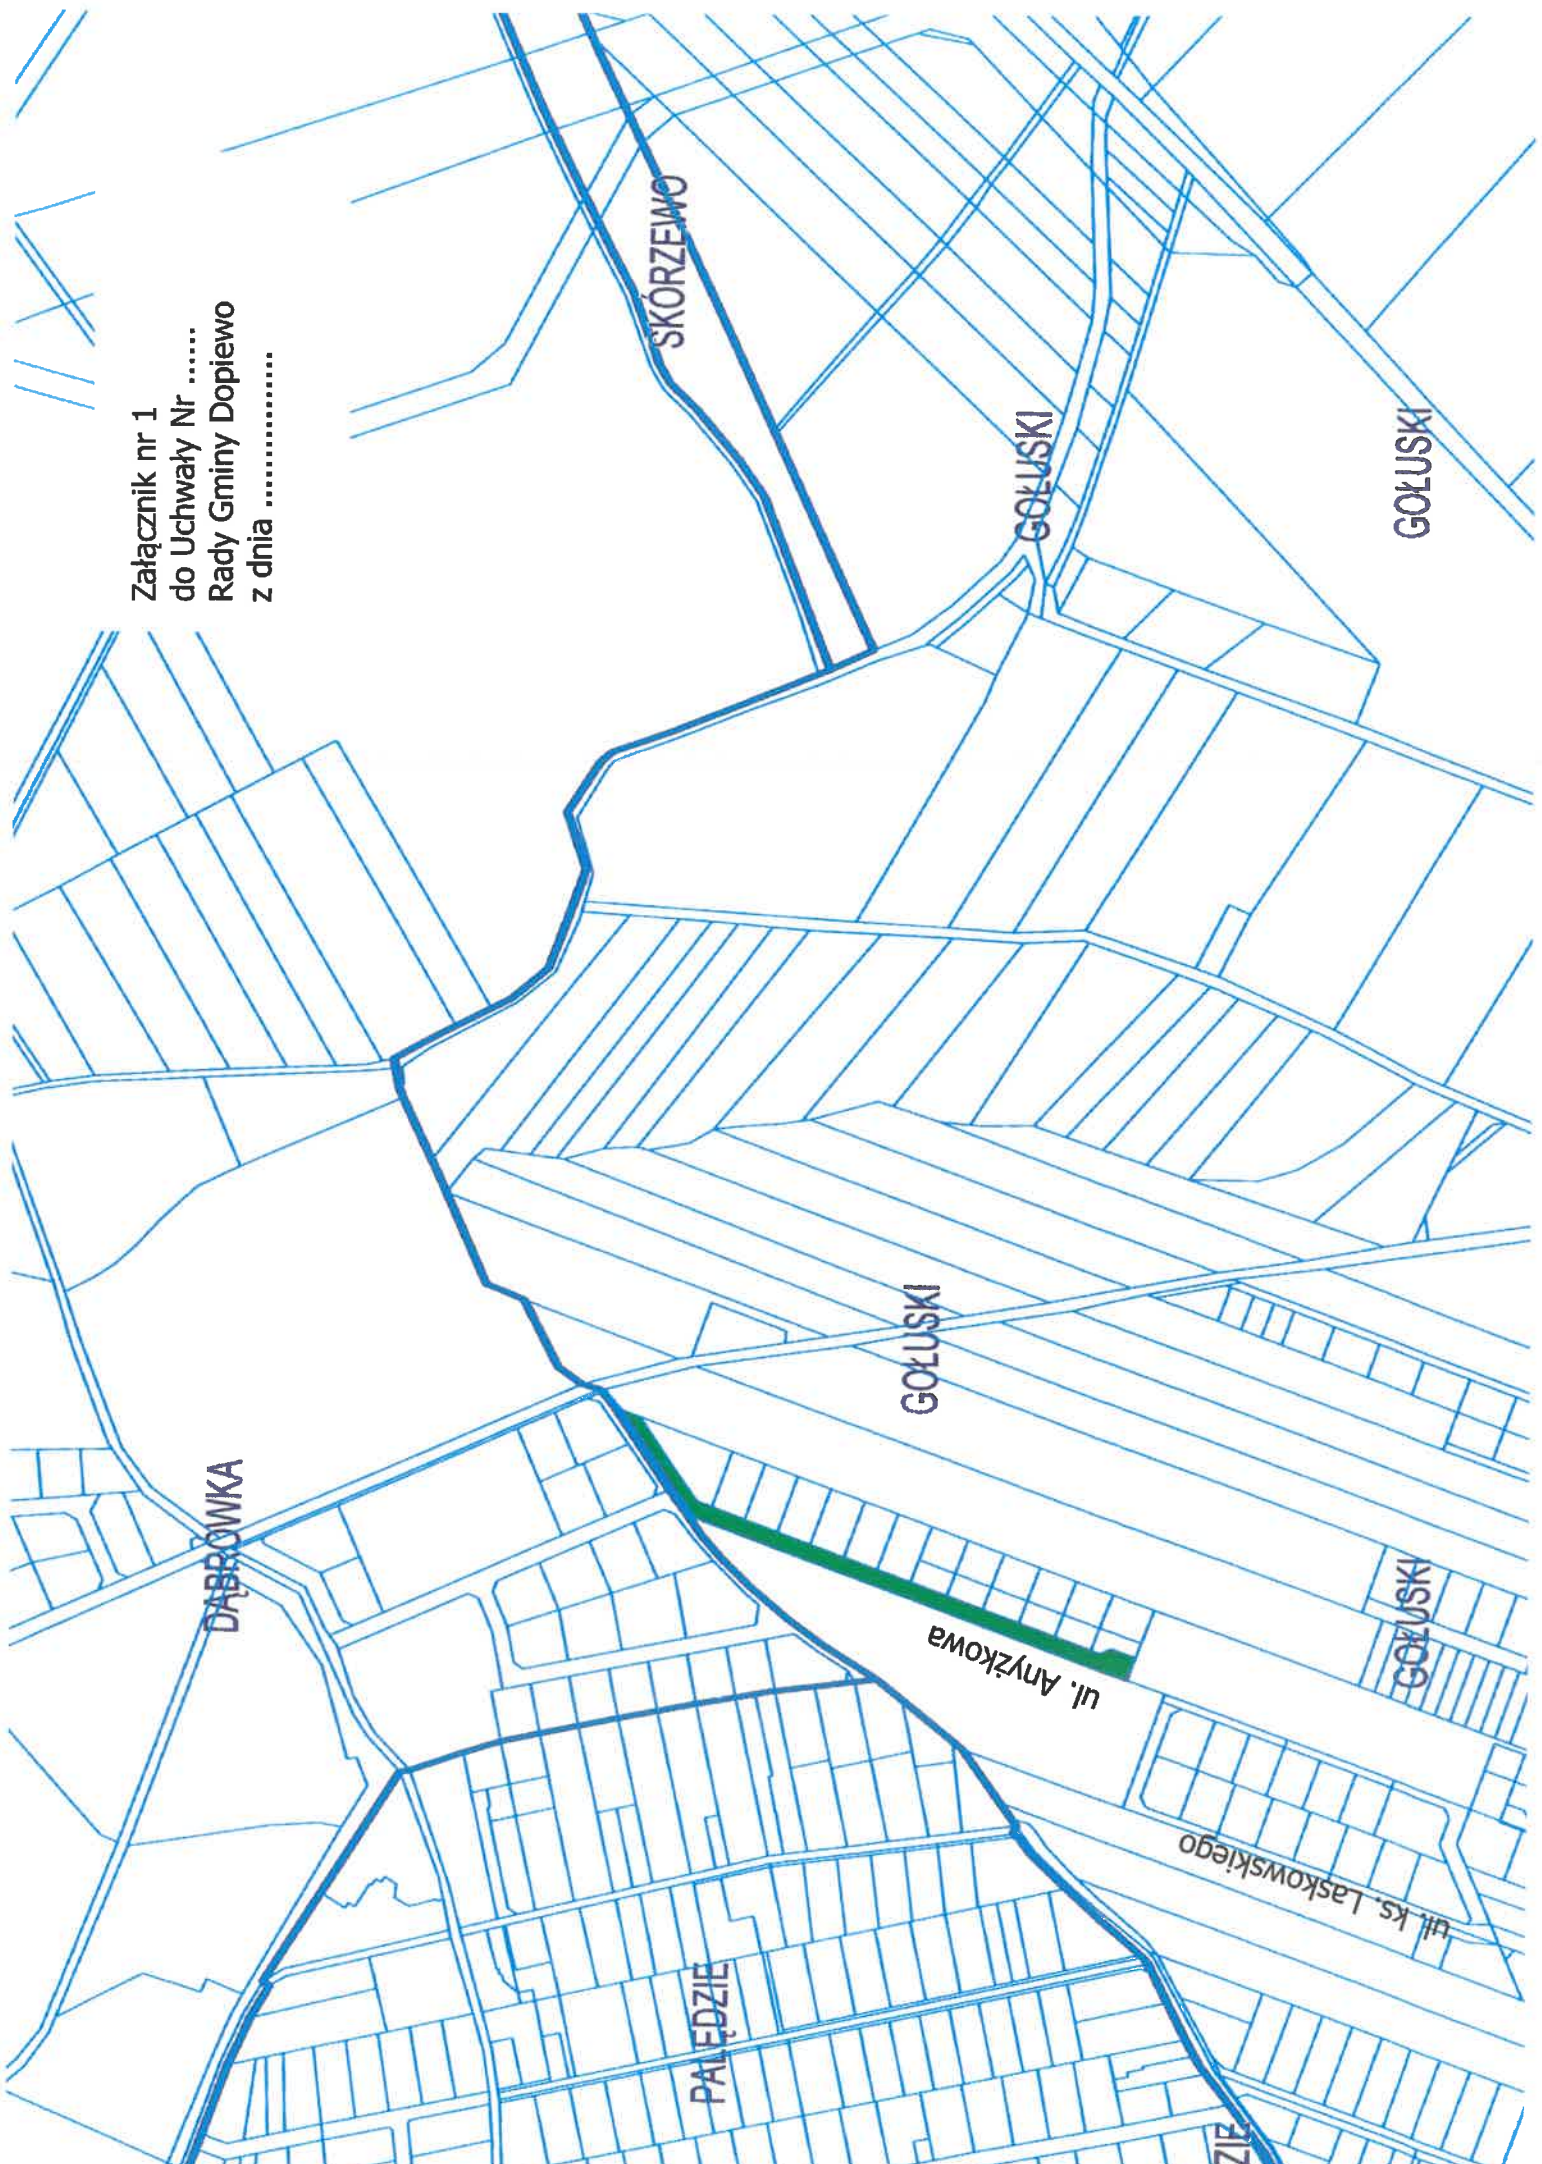 Załącznik nr 1
do Uchwały Nr ......
Rady Gminy Dopiewo
z dnia ................
SKÓRZEWO
GOŁUSKI
GOŁUSKI
DĄBRÓWKA
GOŁUSKI
GOŁUSKI
ul. Anyżkowa
ul. ks. Laskowskiego
PALĘDZIE
ZIE